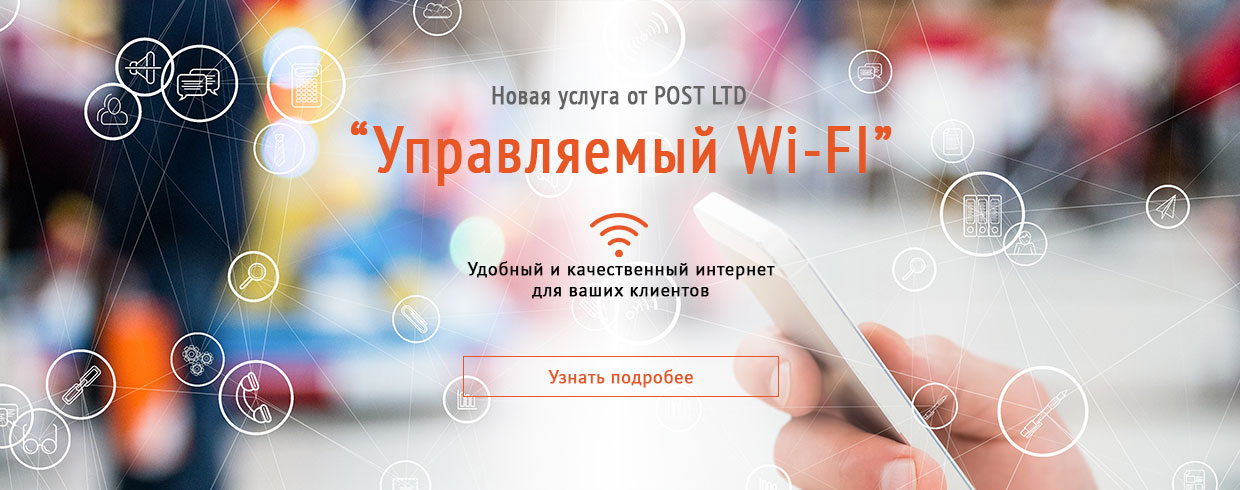 Новая услуга от POST LTD
“Управляемый Wi-FI”
Удобный и качественный интернет
для ваших клиентов
Узнать подробее